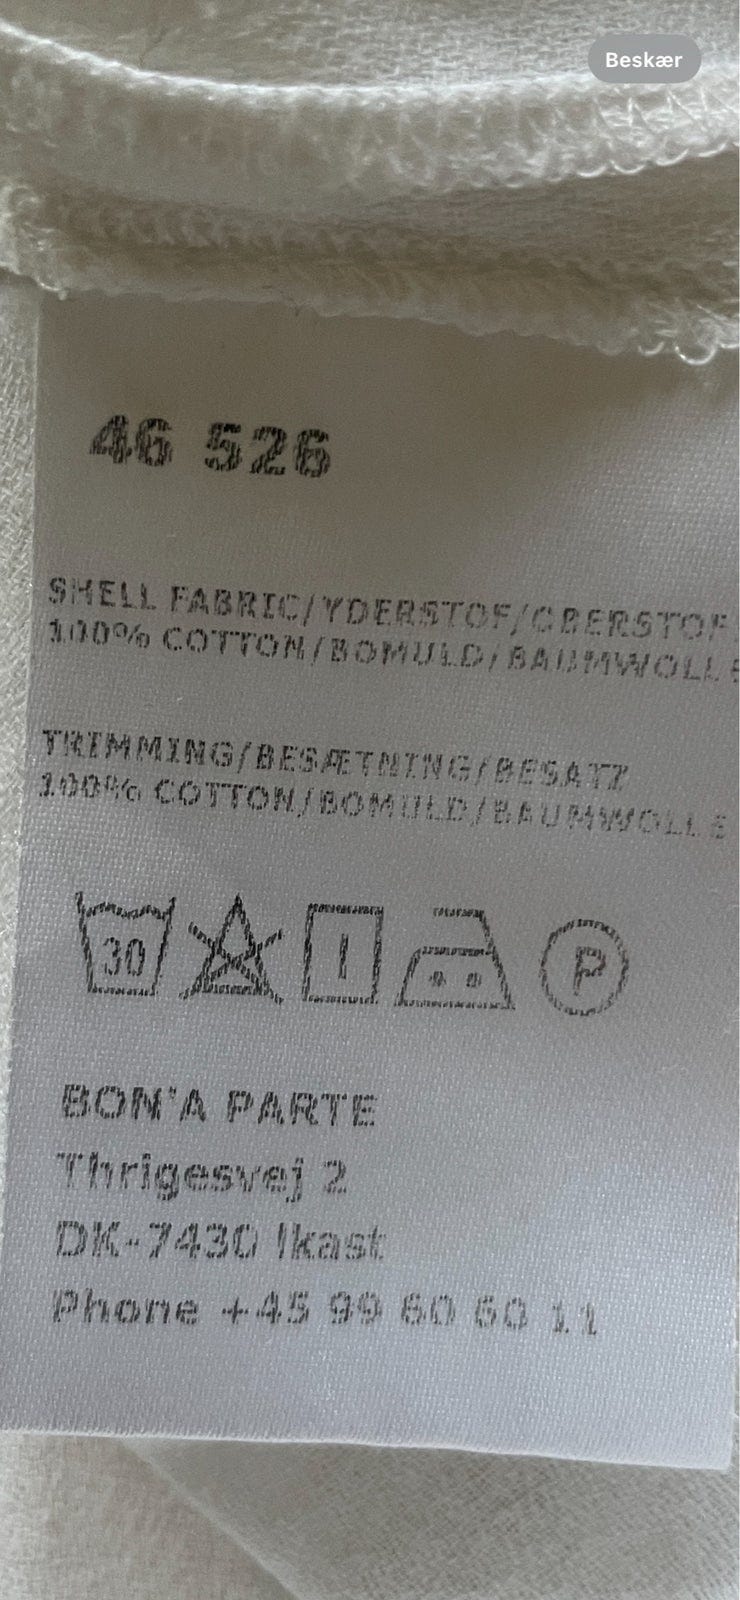 Beskær
46 526
SHELL FABRIC/YDERSTOF/OBERSTOF
100% COTTON/BOMULD/BAUMWOLLE
TRIMMING/BESÆTNING/BESATZ
100% COTTON/BOMULD/BAUMWOLLE
30
P
BON'A PARTE
Thrigesvej 2
DK-7430 Ikast
Phone +45 99 60 60 11